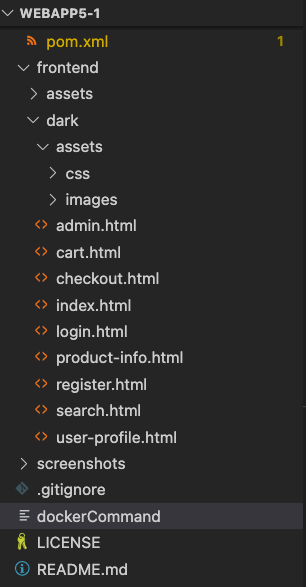 WEBAPP5-1
pom.xml 1
frontend
assets
dark
assets
css
images
admin.html
cart.html
checkout.html
index.html
login.html
product-info.html
register.html
search.html
user-profile.html
screenshots
.gitignore
dockerCommand
LICENSE
README.md